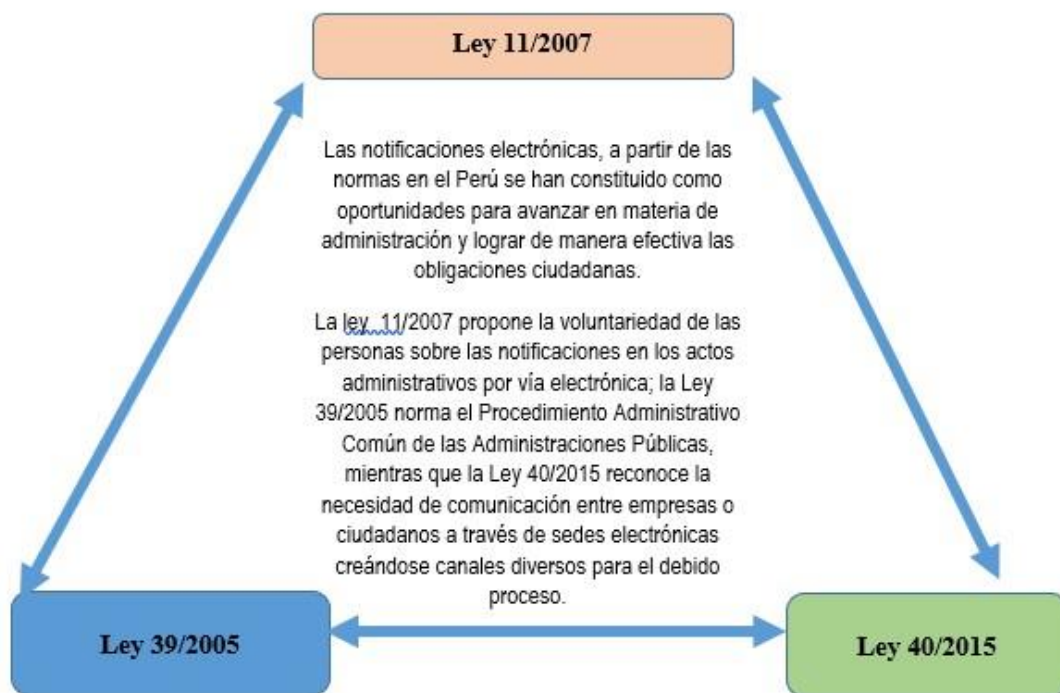 Ley 11/2007
Las notificaciones electrónicas, a partir de las
normas en el Perú se han constituido como
oportunidades para avanzar en materia de
administración y lograr de manera efectiva las
obligaciones ciudadanas.
La ley 11/2007 propone la voluntariedad de las
personas sobre las notificaciones en los actos
administrativos por vía electrónica; la Ley
39/2005 norma el Procedimiento Administrativo
Común de las Administraciones Públicas,
mientras que la Ley 40/2015 reconoce la
necesidad de comunicación entre empresas o
ciudadanos a través de sedes electrónicas
creándose canales diversos para el debido
proceso.
Ley 39/2005
Ley 40/2015